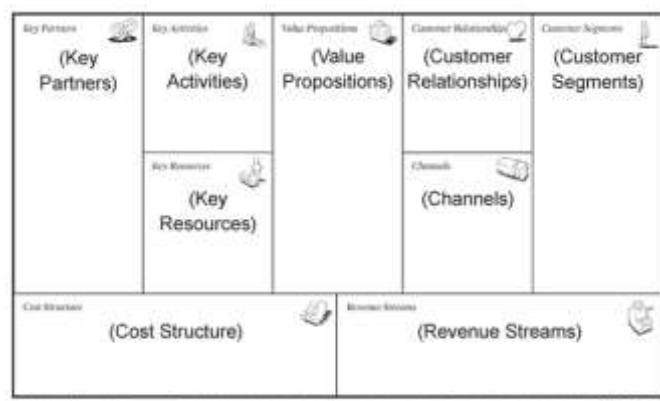 Key Partners
(Key
Partners)
Key Activities
(Key
Activities)
Value Propositions
(Value
Propositions)
Customer Relationships
(Customer
Relationships)
Customer Segments
(Customer
Segments)
Key Resources
(Key
Resources)
Channels
(Channels)
Cost Structure
(Cost Structure)
Revenue Streams
(Revenue Streams)